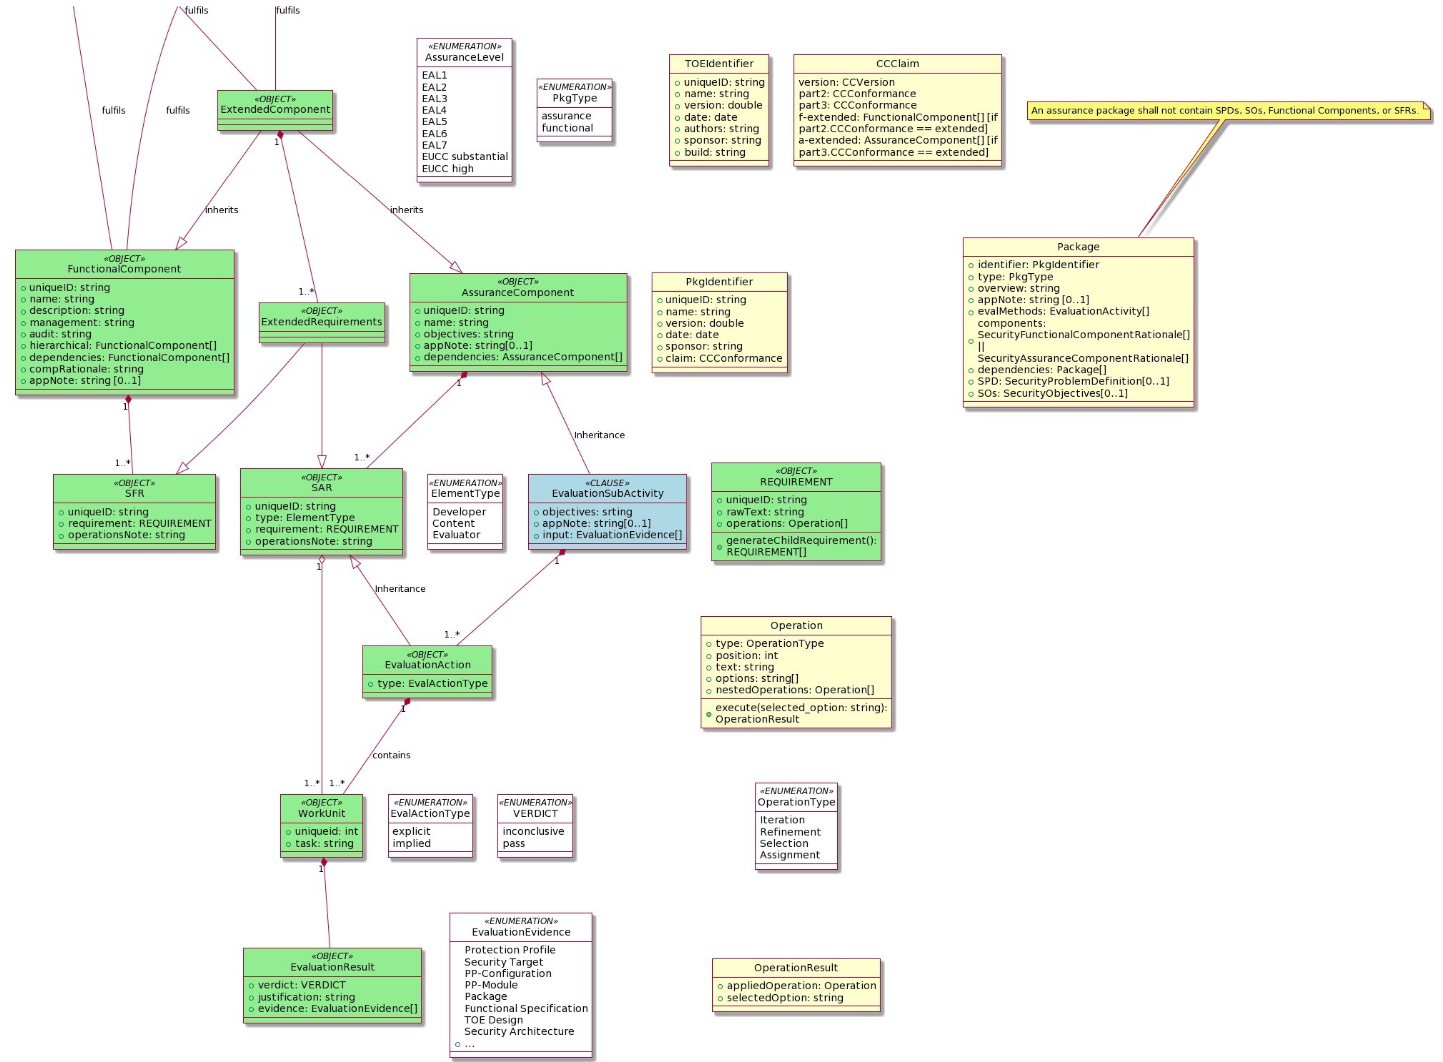 fulfils
fulfils
fulfils
fulfils
«OBJECT»
ExtendedComponent
1
«ENUMERATION»
AssuranceLevel
EAL1
EAL2
EAL3
EAL4
EAL5
EAL6
EAL7
EUCC substantial
EUCC high
«ENUMERATION»
PkgType
assurance
functional
TOEIdentifier
uniqueID: string
name: string
version: double
date: date
authors: string
sponsor: string
build: string
CCClaim
version: CCVersion
part2: CCConformance
part3: CCConformance
f-extended: FunctionalComponent[] [if
part2.CCConformance == extended]
a-extended: AssuranceComponent[] [if
part3.CCConformance == extended]
An assurance package shall not contain SPDs, SOs, Functional Components, or SFRs.
inherits
inherits
«OBJECT»
FunctionalComponent
uniqueID: string
name: string
description: string
management: string
audit: string
hierarchical: FunctionalComponent[]
dependencies: FunctionalComponent[]
compRationale: string
appNote: string [0..1]
1
1..*
«OBJECT»
ExtendedRequirements
«OBJECT»
AssuranceComponent
uniqueID: string
name: string
objectives: string
appNote: string[0..1]
dependencies: AssuranceComponent[]
1
PkgIdentifier
uniqueID: string
name: string
version: double
date: date
sponsor: string
claim: CCConformance
Package
identifier: PkgIdentifier
type: PkgType
overview: string
appNote: string [0..1]
evalMethods: EvaluationActivity[]
components:
SecurityFunctionalComponentRationale[]
||
SecurityAssuranceComponentRationale[]
dependencies: Package[]
SPD: SecurityProblemDefinition[0..1]
SOs: SecurityObjectives[0..1]
Inheritance
1..*
1..*
«OBJECT»
SFR
uniqueID: string
requirement: REQUIREMENT
operationsNote: string
«OBJECT»
SAR
uniqueID: string
type: ElementType
requirement: REQUIREMENT
operationsNote: string
1
«ENUMERATION»
ElementType
Developer
Content
Evaluator
«CLAUSE»
EvaluationSubActivity
objectives: srting
appNote: string[0..1]
input: EvaluationEvidence[]
1
«OBJECT»
REQUIREMENT
uniqueID: string
rawText: string
operations: Operation[]
generateChildRequirement():
REQUIREMENT[]
Inheritance
1..*
«OBJECT»
EvaluationAction
type: EvalActionType
1
Operation
type: OperationType
position: int
text: string
options: string[]
nestedOperations: Operation[]
execute(selected_option: string):
OperationResult
contains
1..*
1..*
«OBJECT»
WorkUnit
uniqueid: int
task: string
1
«ENUMERATION»
EvalActionType
explicit
implied
«ENUMERATION»
VERDICT
inconclusive
pass
«ENUMERATION»
OperationType
Iteration
Refinement
Selection
Assignment
«OBJECT»
EvaluationResult
verdict: VERDICT
justification: string
evidence: EvaluationEvidence[]
«ENUMERATION»
EvaluationEvidence
Protection Profile
Security Target
PP-Configuration
PP-Module
Package
Functional Specification
TOE Design
Security Architecture
...
OperationResult
appliedOperation: Operation
selectedOption: string